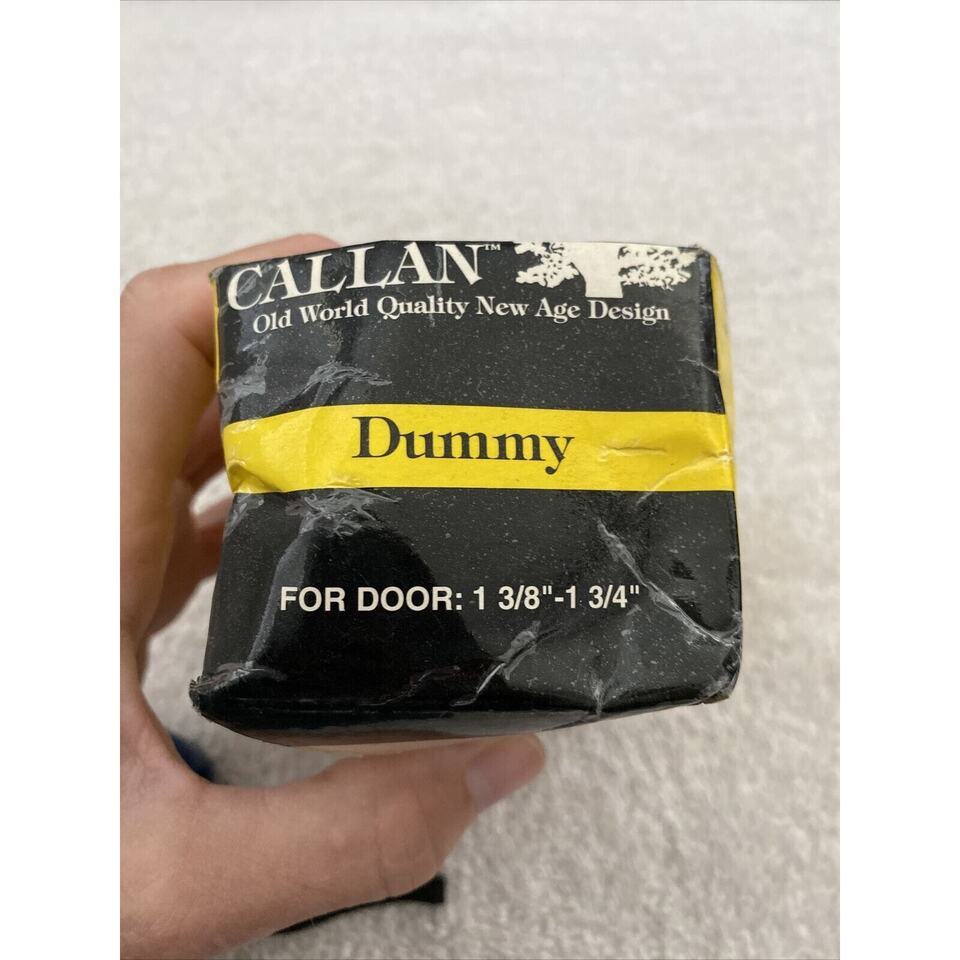 CALLAN™
Old World Quality New Age Design
Dummy
FOR DOOR: 1 3/8"-1 3/4"